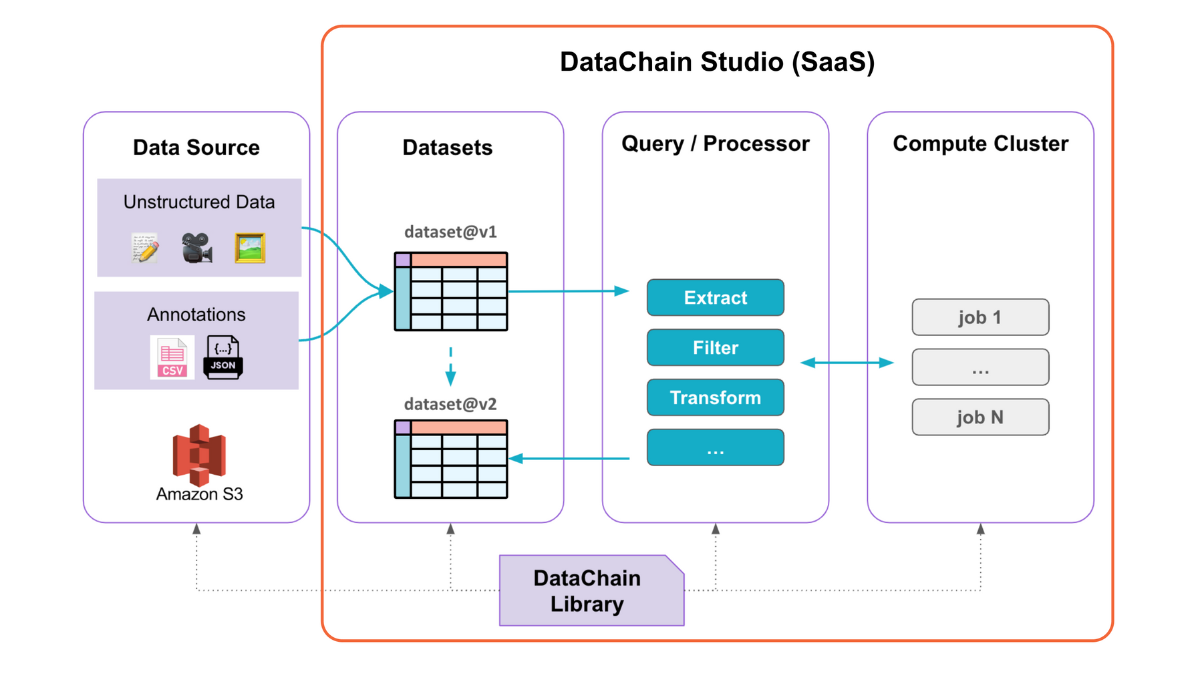 DataChain Studio (SaaS)
Data Source
Unstructured Data
Annotations
CSV
{...}
JSON
Amazon S3
Datasets
dataset@v1
dataset@v2
Query / Processor
Extract
Filter
Transform
...
Compute Cluster
job 1
...
job N
DataChain
Library